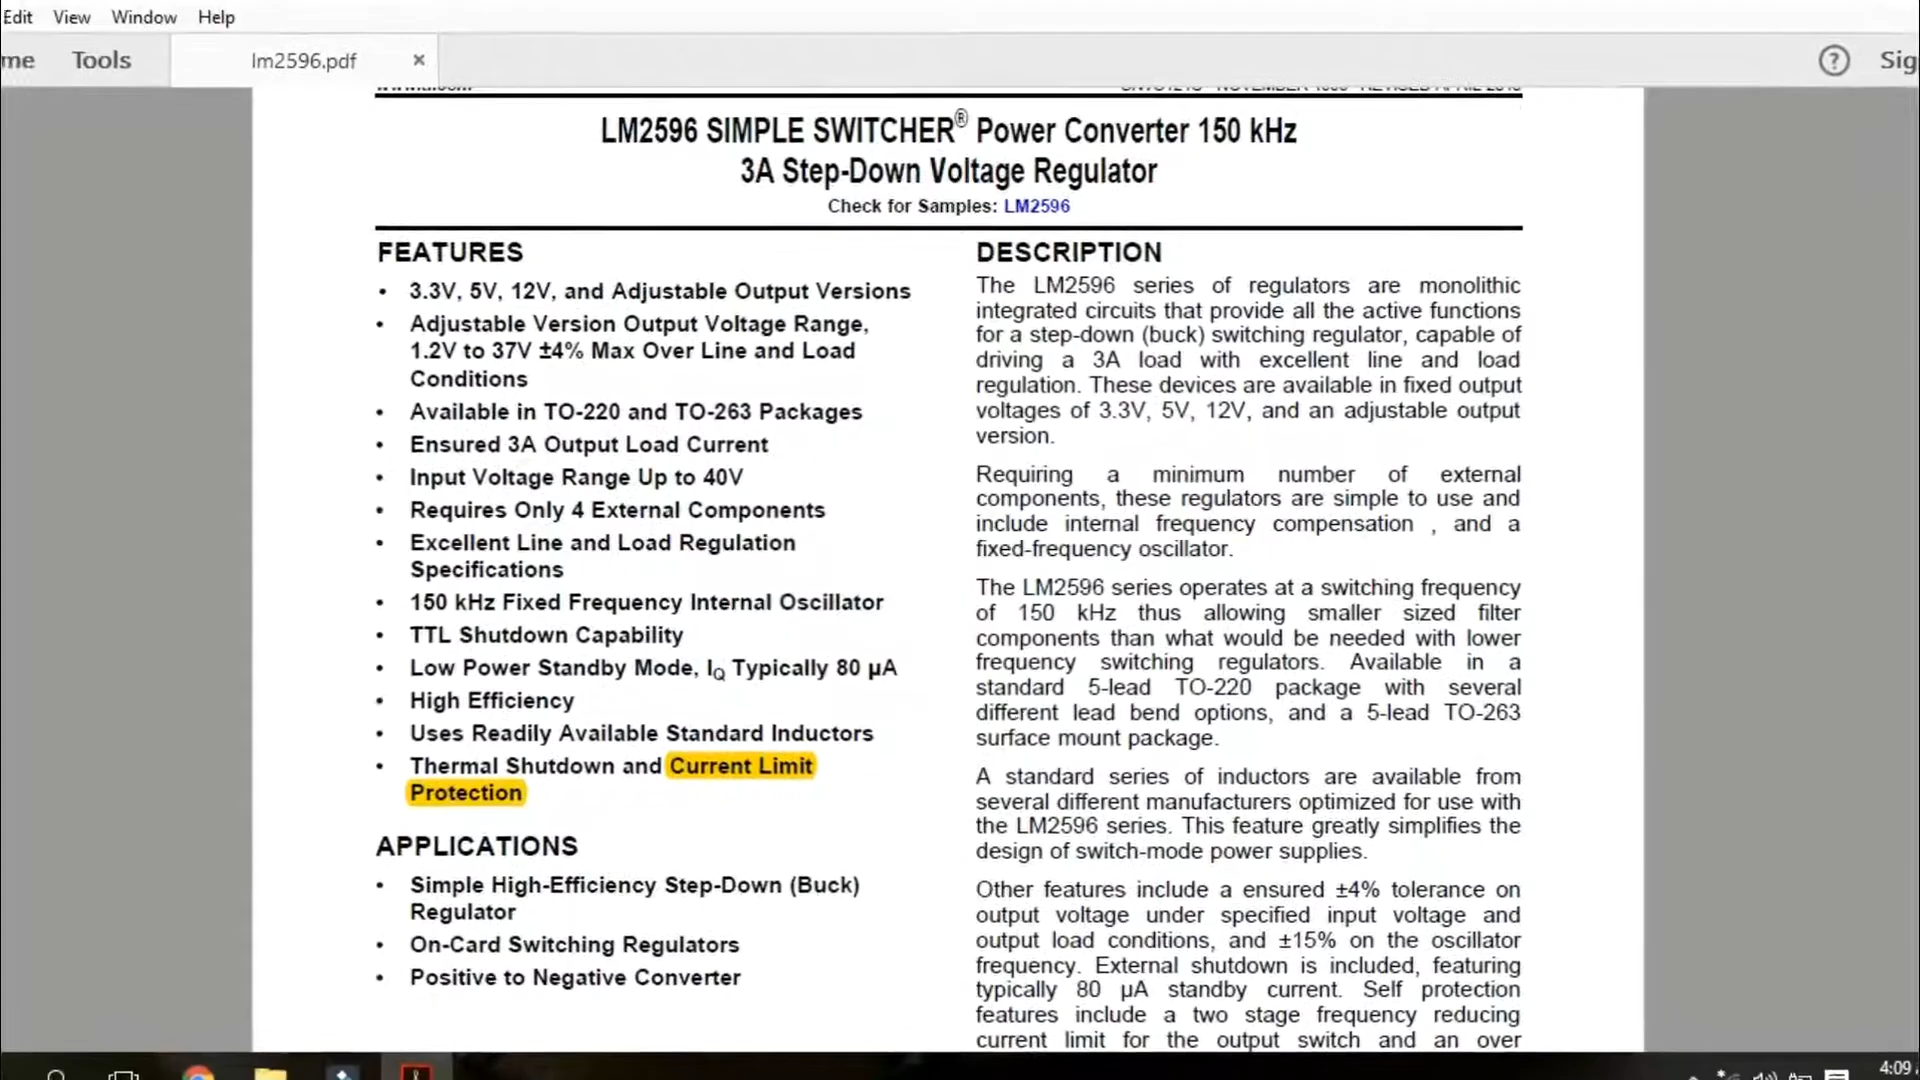 Edit View Window Help
me Tools lm2596.pdf × ? Sig
LM2596 SIMPLE SWITCHER® Power Converter 150 kHz
3A Step-Down Voltage Regulator
Check for Samples: LM2596
FEATURES
• 3.3V, 5V, 12V, and Adjustable Output Versions
• Adjustable Version Output Voltage Range,
1.2V to 37V ±4% Max Over Line and Load
Conditions
• Available in TO-220 and TO-263 Packages
• Ensured 3A Output Load Current
• Input Voltage Range Up to 40V
• Requires Only 4 External Components
• Excellent Line and Load Regulation
Specifications
• 150 kHz Fixed Frequency Internal Oscillator
• TTL Shutdown Capability
• Low Power Standby Mode, IQ Typically 80 μA
• High Efficiency
• Uses Readily Available Standard Inductors
• Thermal Shutdown and Current Limit
Protection
APPLICATIONS
• Simple High-Efficiency Step-Down (Buck)
Regulator
• On-Card Switching Regulators
• Positive to Negative Converter
DESCRIPTION
The LM2596 series of regulators are monolithic
integrated circuits that provide all the active functions
for a step-down (buck) switching regulator, capable of
driving a 3A load with excellent line and load
regulation. These devices are available in fixed output
voltages of 3.3V, 5V, 12V, and an adjustable output
version.
Requiring a minimum number of external
components, these regulators are simple to use and
include internal frequency compensation , and a
fixed-frequency oscillator.
The LM2596 series operates at a switching frequency
of 150 kHz thus allowing smaller sized filter
components than what would be needed with lower
frequency switching regulators. Available in a
standard 5-lead TO-220 package with several
different lead bend options, and a 5-lead TO-263
surface mount package.
A standard series of inductors are available from
several different manufacturers optimized for use with
the LM2596 series. This feature greatly simplifies the
design of switch-mode power supplies.
Other features include a ensured ±4% tolerance on
output voltage under specified input voltage and
output load conditions, and ±15% on the oscillator
frequency. External shutdown is included, featuring
typically 80 μA standby current. Self protection
features include a two stage frequency reducing
current limit for the output switch and an over
4:09